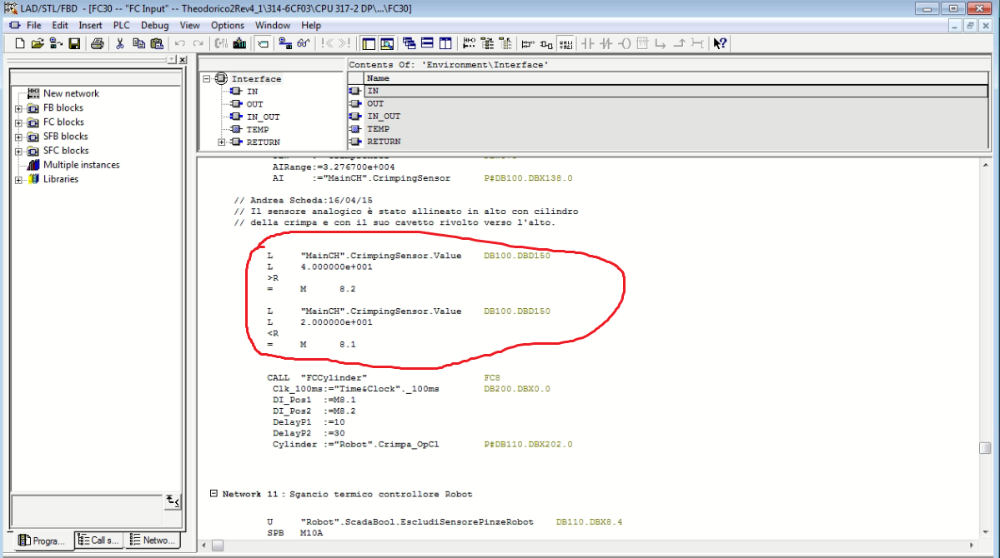 LAD/STL/FBD - [FC30 -- "FC Input" -- Theodorico2Rev4_1\314-6CF03\CPU 317-2 DP\...\FC30]
File Edit Insert PLC Debug View Options Window Help
New network
FB blocks
FC blocks
SFB blocks
SFC blocks
Multiple instances
Libraries
Progra... Call s... Netwo...
Interface
IN
OUT
IN_OUT
TEMP
RETURN
Contents Of: 'Environment\Interface'
Name
IN
OUT
IN_OUT
TEMP
RETURN
AIRange:=3.276700e+004
AI :="MainCH".CrimpingSensor P#DB100.DBX138.0
// Andrea Scheda:16/04/15
// Il sensore analogico è stato allineato in alto con cilindro
// della crimpa e con il suo cavetto rivolto verso l'alto.
L "MainCH".CrimpingSensor.Value DB100.DBD150
L 4.000000e+001
>R
= M 8.2
L "MainCH".CrimpingSensor.Value DB100.DBD150
L 2.000000e+001
<R
= M 8.1
CALL "FCCylinder" FC8
Clk_100ms:="Time&Clock"._100ms DB200.DBX0.0
DI_Pos1 :=M8.1
DI_Pos2 :=M8.2
DelayP1 :=10
DelayP2 :=30
Cylinder :="Robot".Crimpa_OpCl P#DB110.DBX202.0
Network 11 : Sgancio termico controllore Robot
U "Robot".ScadaBool.EscludiSensorePinzeRobot DB110.DBX8.4
SPB M10A